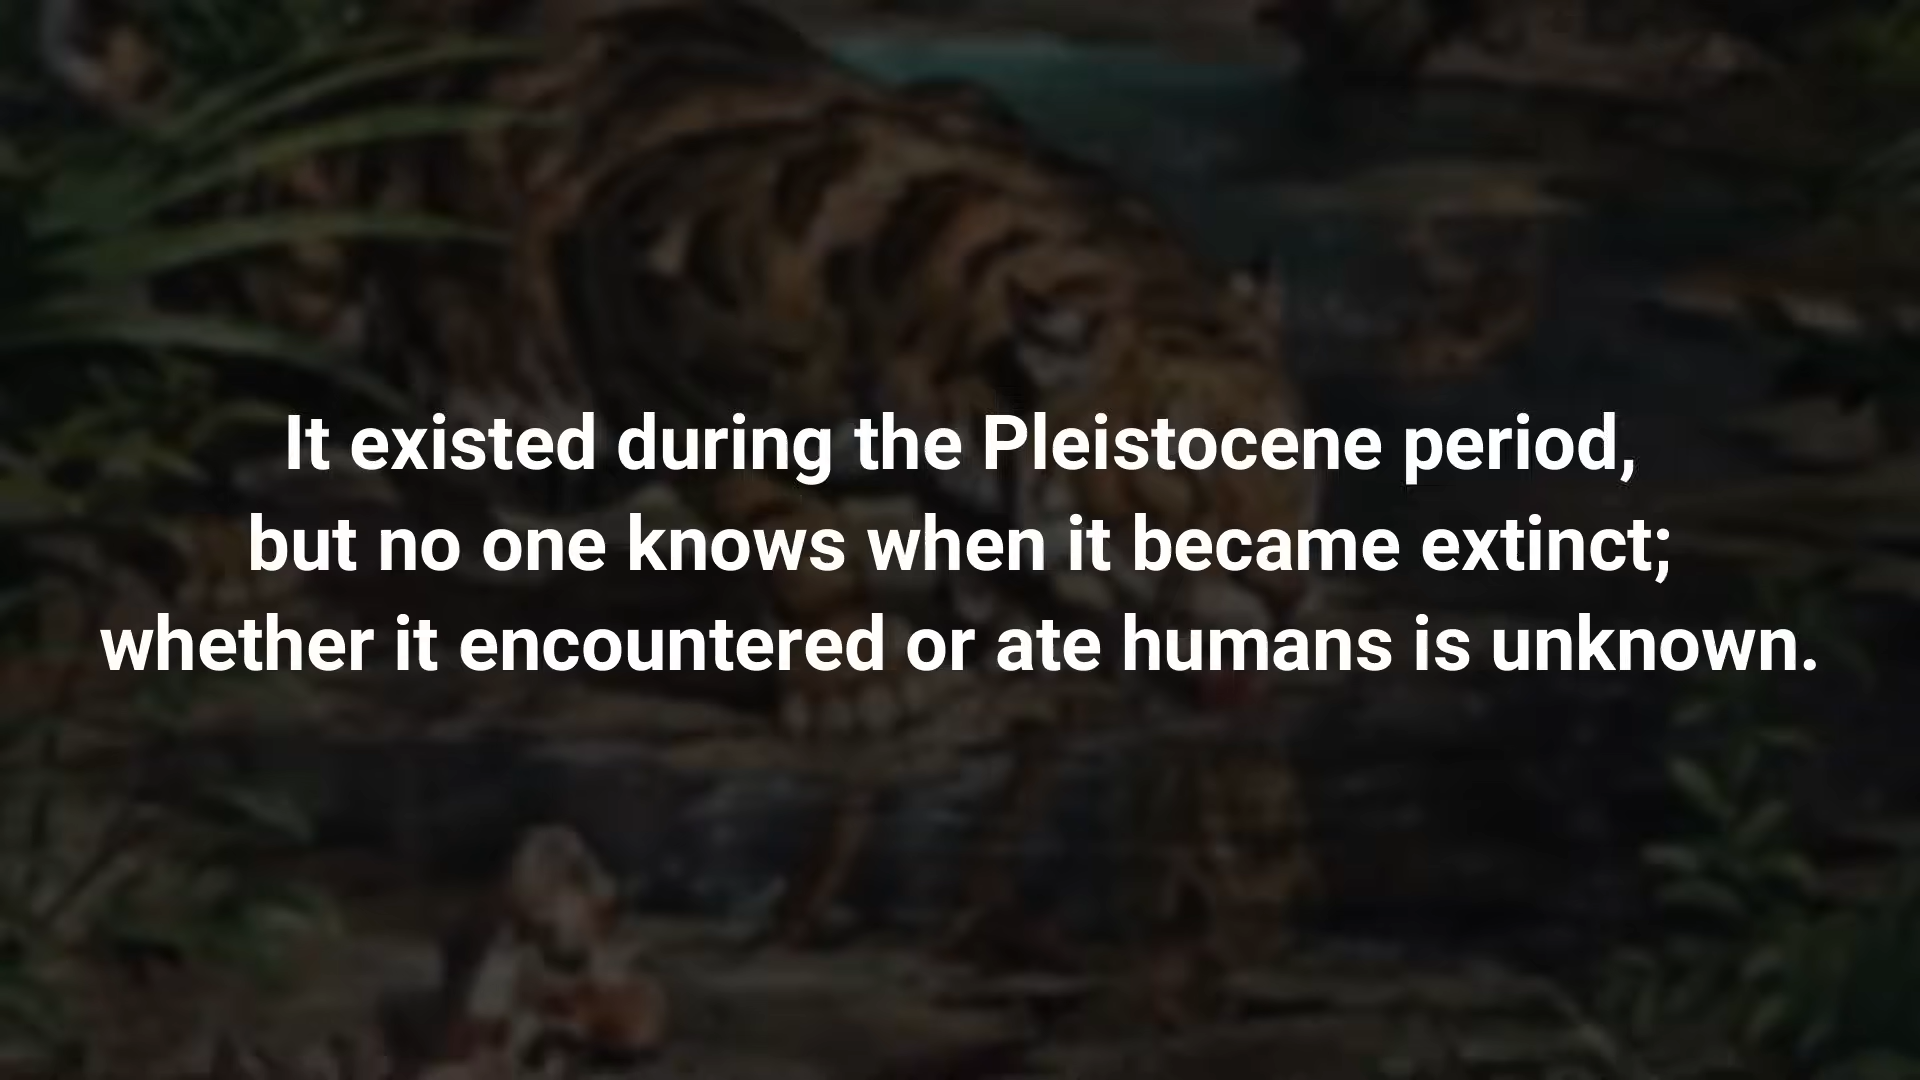 It existed during the Pleistocene period,
but no one knows when it became extinct;
whether it encountered or ate humans is unknown.